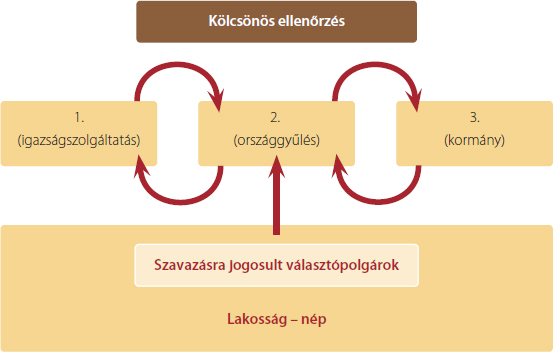 Kölcsönös ellenőrzés
1.
(igazságszolgáltatás)
2.
(országgyűlés)
3.
(kormány)
Szavazásra jogosult választópolgárok
Lakosság – nép